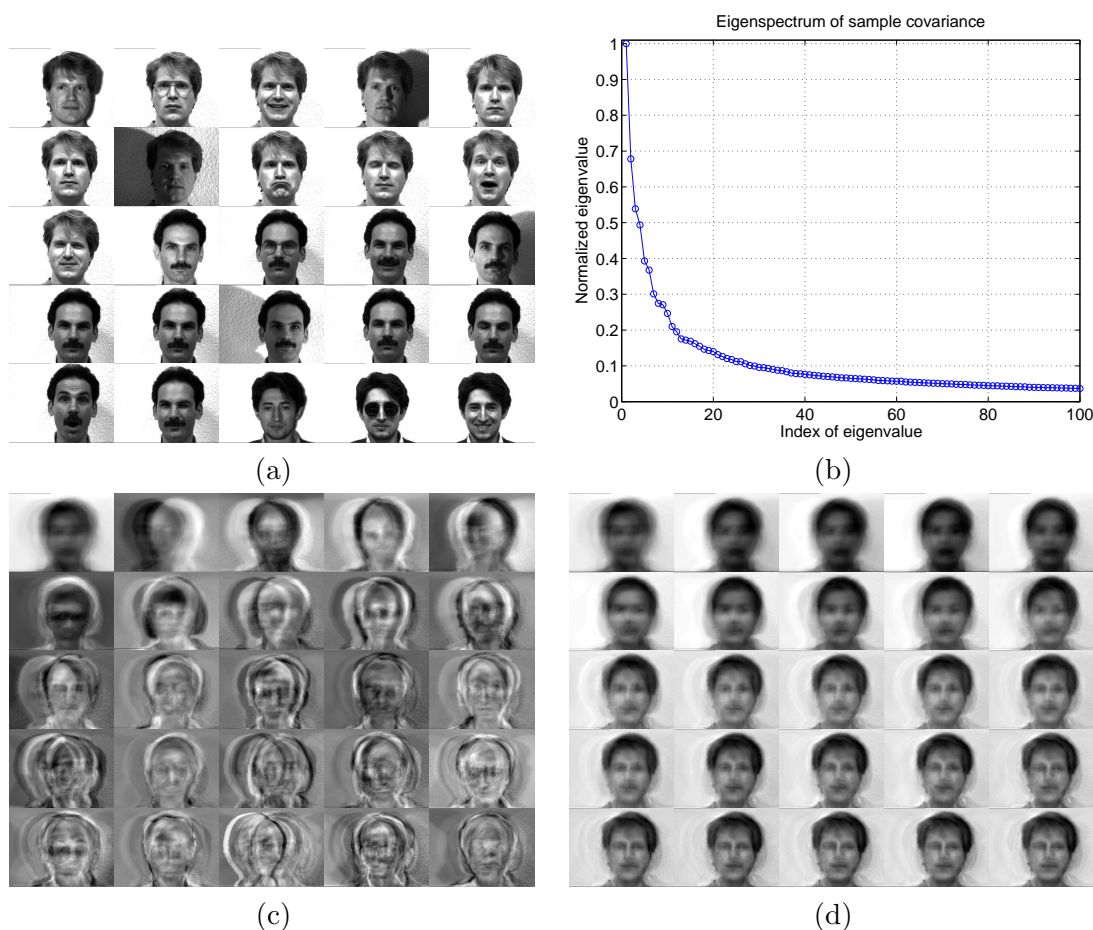 Eigenspectrum of sample covariance
1
0.9
0.8
0.7
0.6
0.5
0.4
0.3
0.2
0.1
0
Normalized eigenvalue
0 20 40 60 80 100
Index of eigenvalue
(a) (b)
(c) (d)